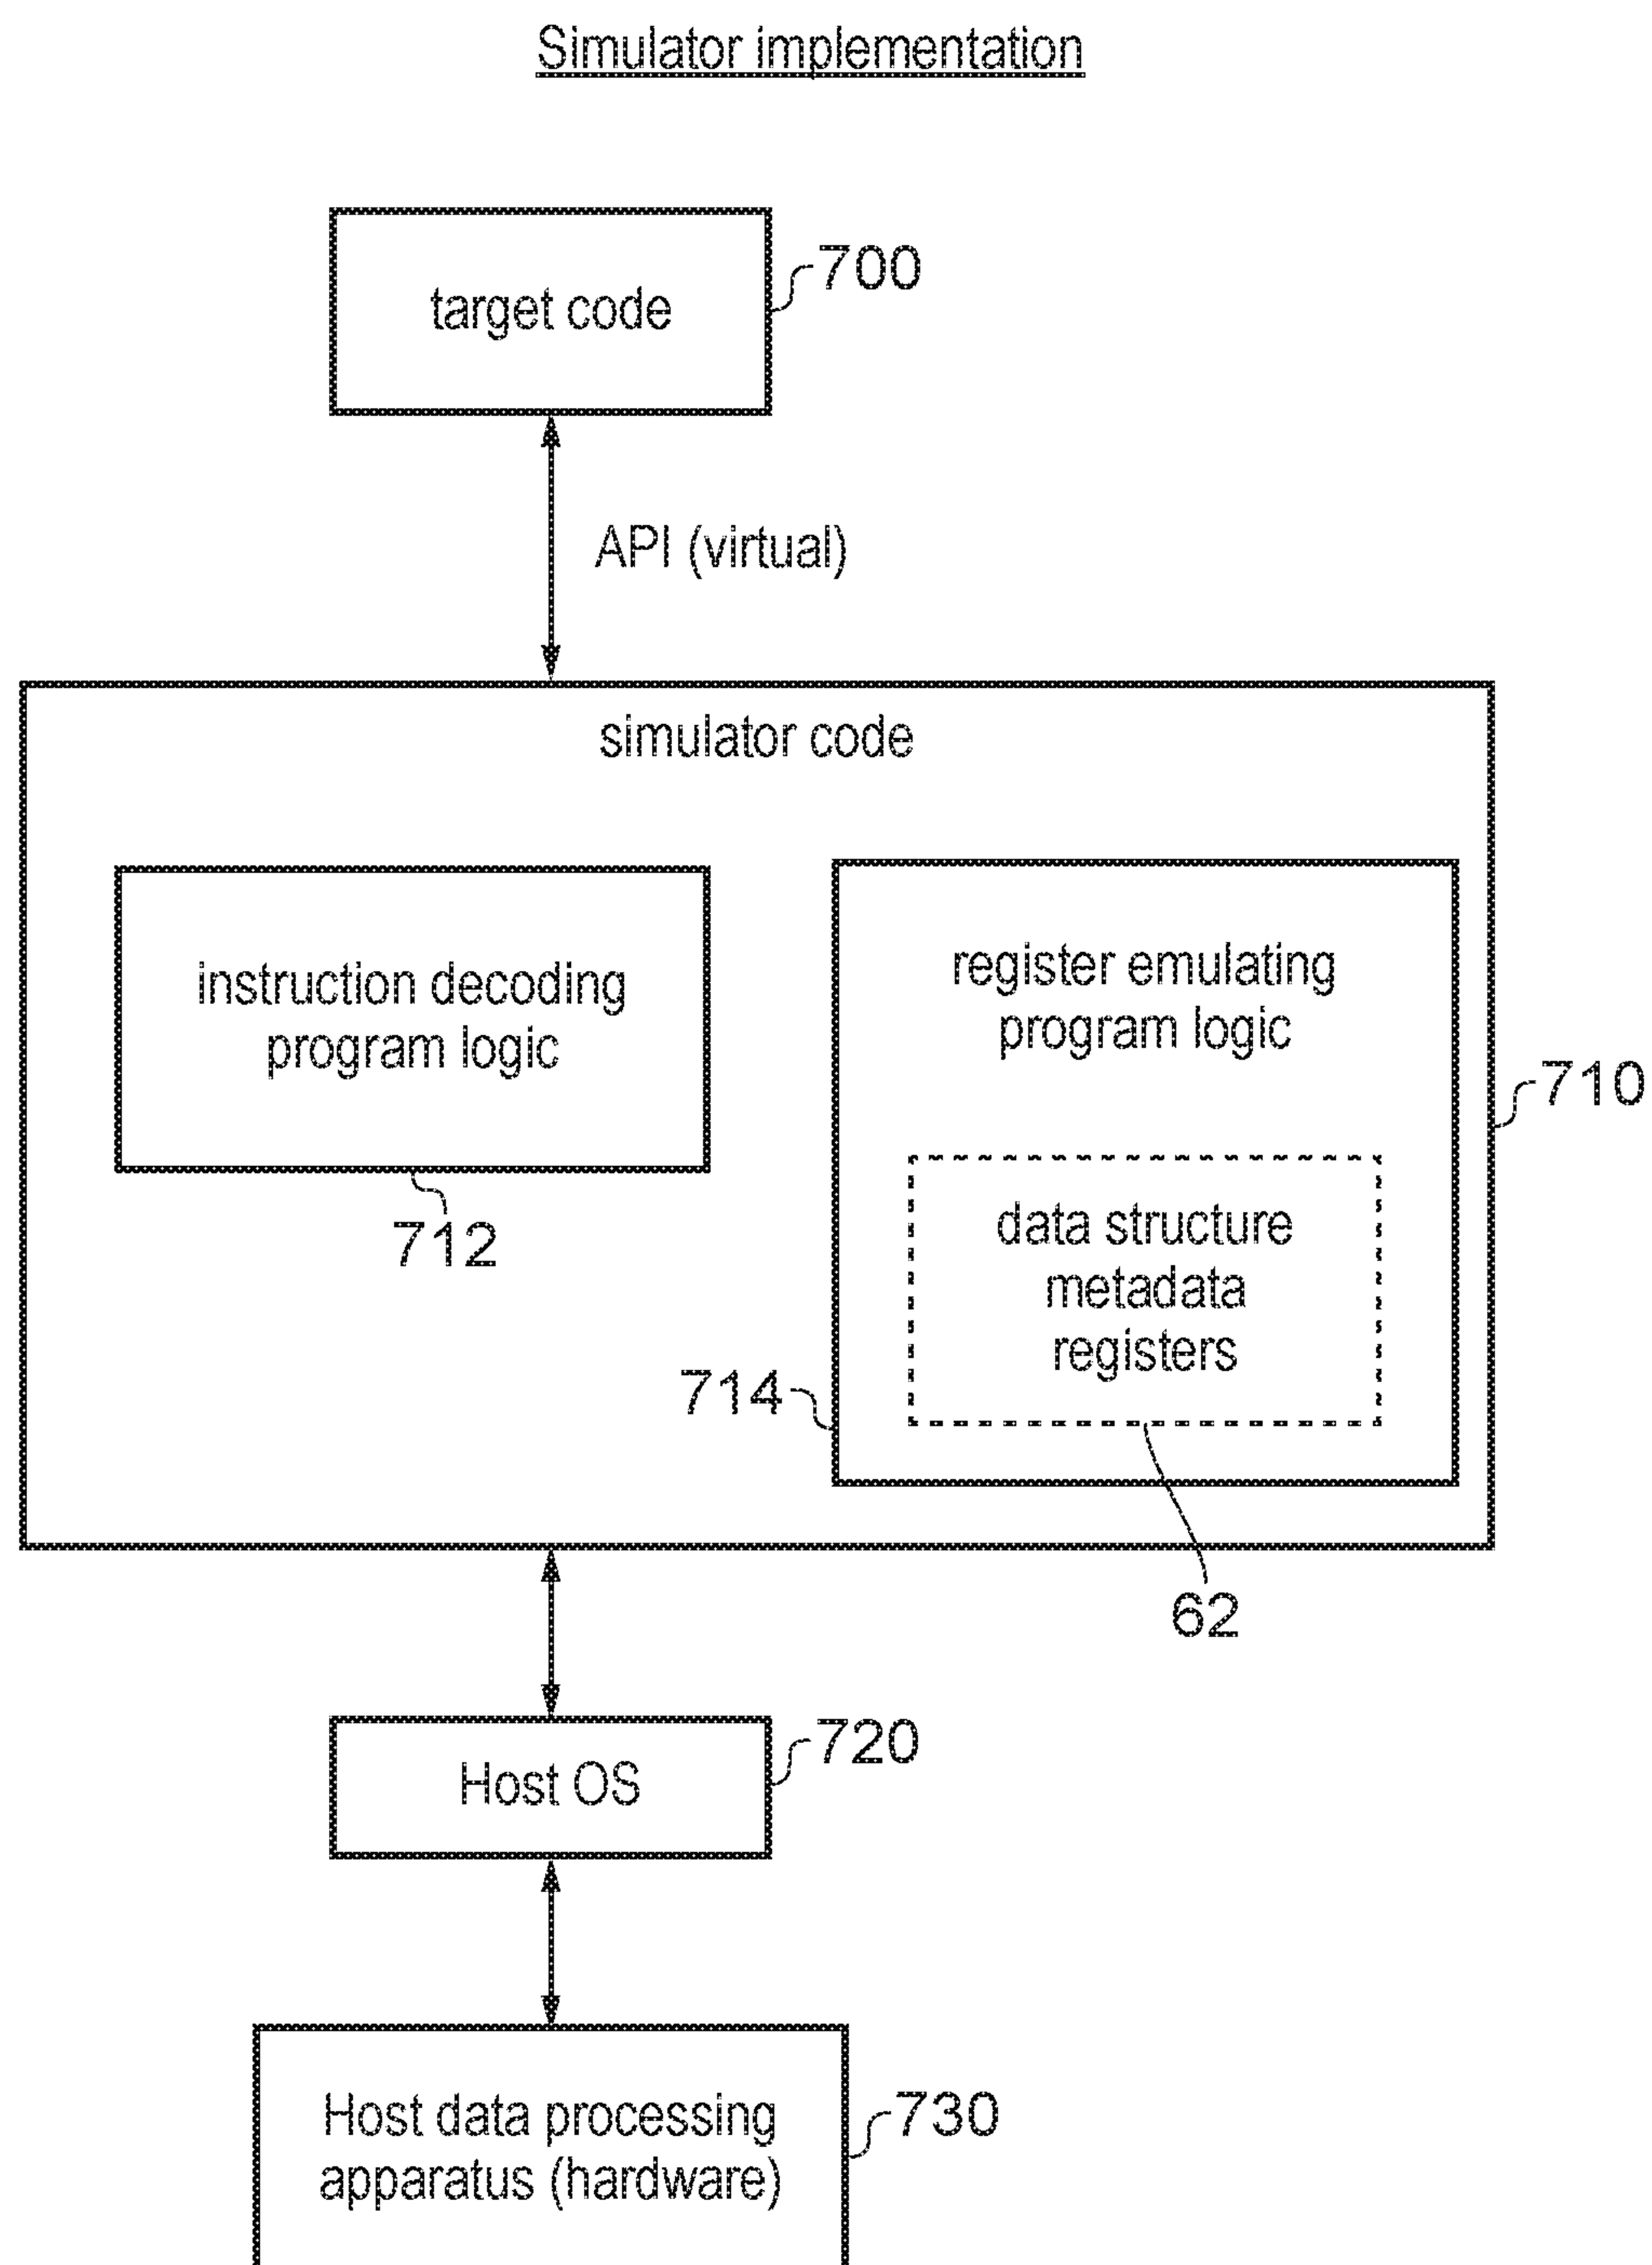 Simulator implementation
target code
700
API (virtual)
simulator code
instruction decoding
program logic
712
register emulating
program logic
data structure
metadata
registers
714
710
62
Host OS
720
Host data processing
apparatus (hardware)
730